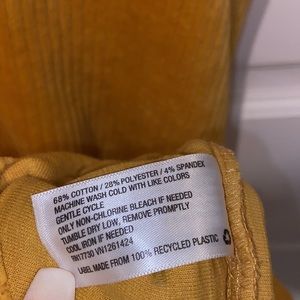 68% COTTON / 28% POLYESTER / 4% SPANDEX
MACHINE WASH COLD WITH LIKE COLORS
GENTLE CYCLE
ONLY NON-CHLORINE BLEACH IF NEEDED
TUMBLE DRY LOW, REMOVE PROMPTLY
COOL IRON IF NEEDED
RN17730 VN1261424
LABEL MADE FROM 100% RECYCLED PLASTIC